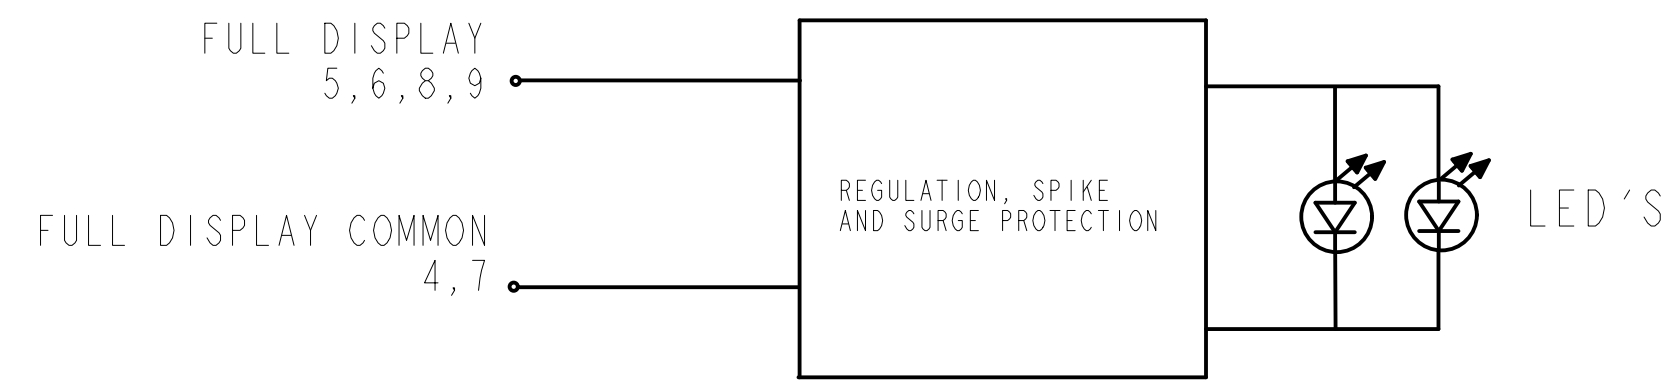 FULL DISPLAY
5,6,8,9
REGULATION, SPIKE
AND SURGE PROTECTION
LED'S
FULL DISPLAY COMMON
4,7